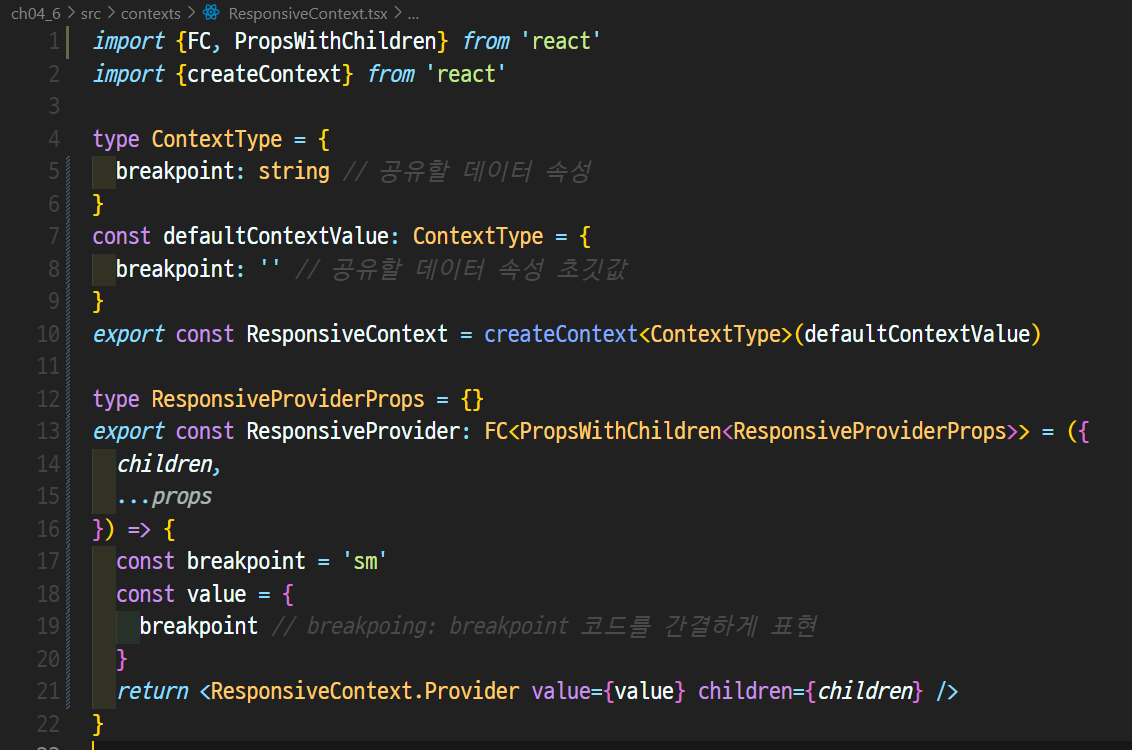 ch04_6 > src > contexts > ResponsiveContext.tsx > ...
1 import {FC, PropsWithChildren} from 'react'
2 import {createContext} from 'react'
3
4 type ContextType = {
5   breakpoint: string // 공유할 데이터 속성
6 }
7 const defaultContextValue: ContextType = {
8   breakpoint: '' // 공유할 데이터 속성 초깃값
9 }
10 export const ResponsiveContext = createContext<ContextType>(defaultContextValue)
11
12 type ResponsiveProviderProps = {}
13 export const ResponsiveProvider: FC<PropsWithChildren<ResponsiveProviderProps>> = ({
14   children,
15   ...props
16 }) => {
17   const breakpoint = 'sm'
18   const value = {
19     breakpoint // breakpoing: breakpoint 코드를 간결하게 표현
20   }
21   return <ResponsiveContext.Provider value={value} children={children} />
22 }
23